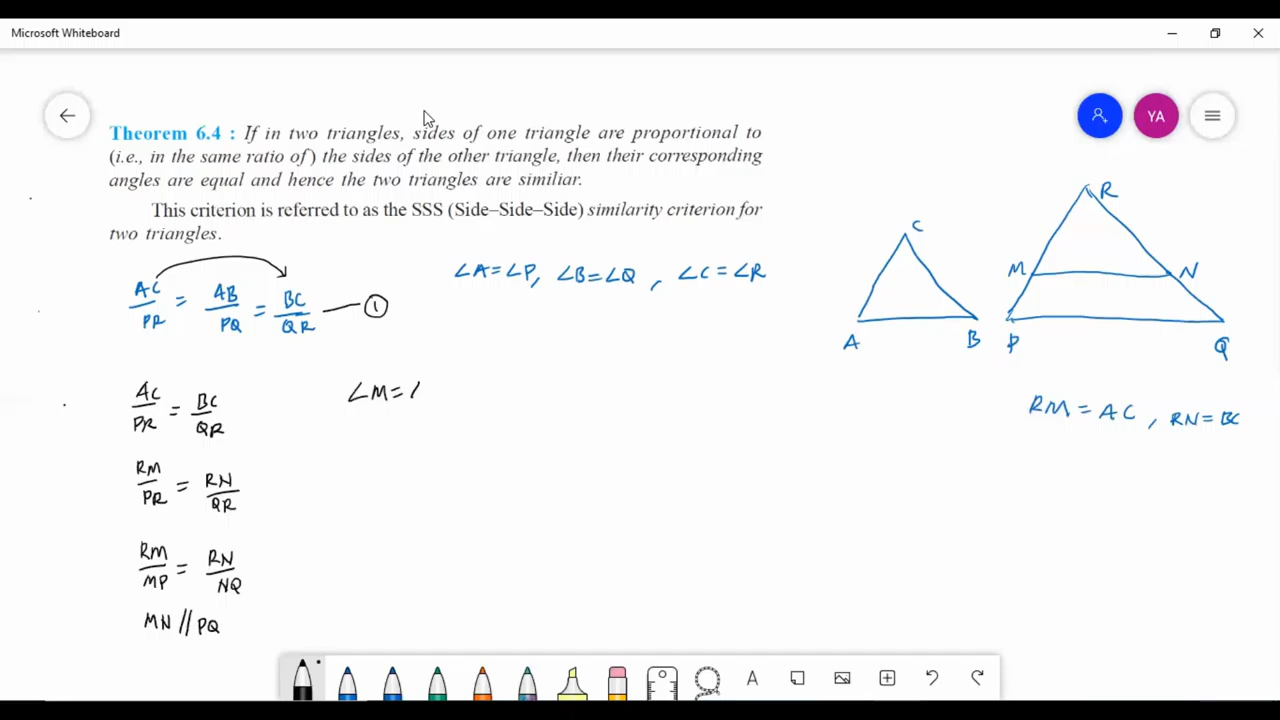 Microsoft Whiteboard
YA
Theorem 6.4 : If in two triangles, sides of one triangle are proportional to
(i.e., in the same ratio of ) the sides of the other triangle, then their corresponding
angles are equal and hence the two triangles are similiar.
This criterion is referred to as the SSS (Side–Side–Side) similarity criterion for
two triangles.
AC/PR = AB/PQ = BC/QR — ①
∠A=∠P, ∠B=∠Q, ∠C=∠R
C
A
B
R
M
N
P
Q
RM = AC, RN = BC
AC/PR = BC/QR
∠M=
RM/PR = RN/QR
RM/MP = RN/NQ
MN // PQ
A